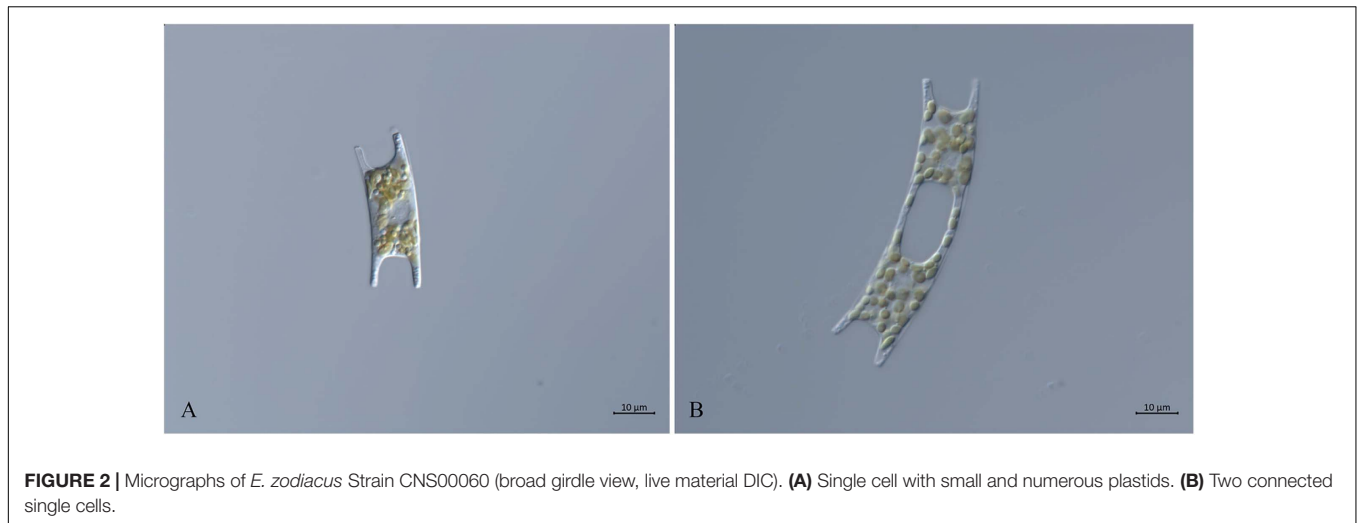 A
10 µm
B
10 µm
FIGURE 2 | Micrographs of E. zodiacus Strain CNS00060 (broad girdle view, live material DIC). (A) Single cell with small and numerous plastids. (B) Two connected
single cells.